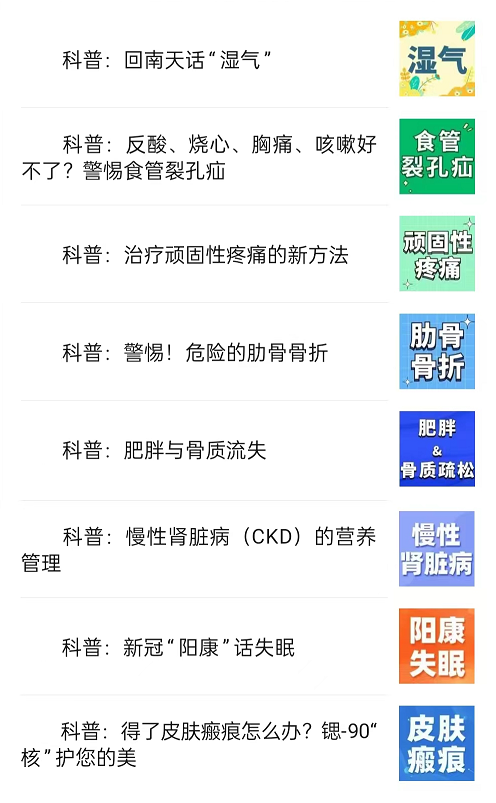 科普：回南天话“湿气”
湿气
科普：反酸、烧心、胸痛、咳嗽好
不了？警惕食管裂孔疝
食管
裂孔疝
科普：治疗顽固性疼痛的新方法
顽固性
疼痛
科普：警惕！危险的肋骨骨折
肋骨
骨折
科普：肥胖与骨质流失
肥胖
&
骨质疏松
科普：慢性肾脏病（CKD）的营养
管理
慢性
肾脏病
科普：新冠“阳康”话失眠
阳康
失眠
科普：得了皮肤瘢痕怎么办？锶-90“
核”护您的美
皮肤
瘢痕